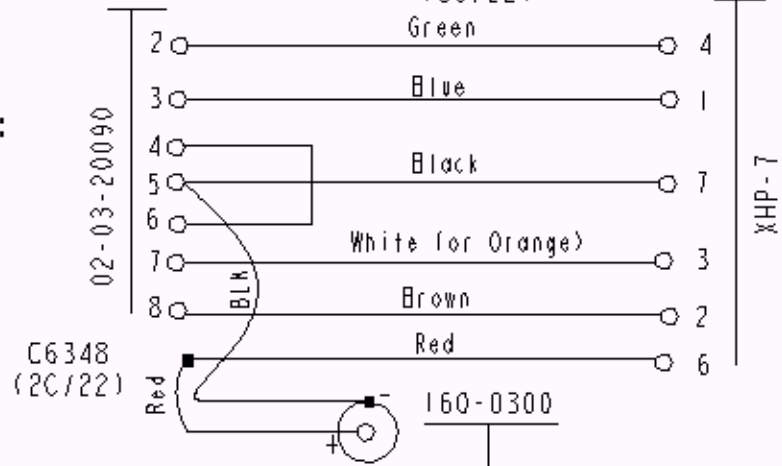 Green
2 4
Blue
3 1
:
02-03-20090
4
Black
5 7
XHP-7
6
White (or Orange)
7 3
BLK
Brown
8 2
Red
6
C6348
(2C/22)
Red
-
160-0300
+